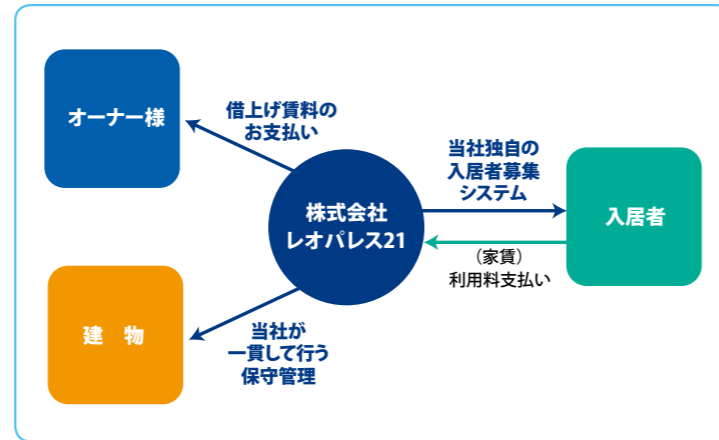 オーナー様
借上げ賃料の
お支払い
当社独自の
入居者募集
システム
株式会社
レオパレス21
入居者
（家賃）
利用料支払い
建　物
当社が
一貫して行う
保守管理